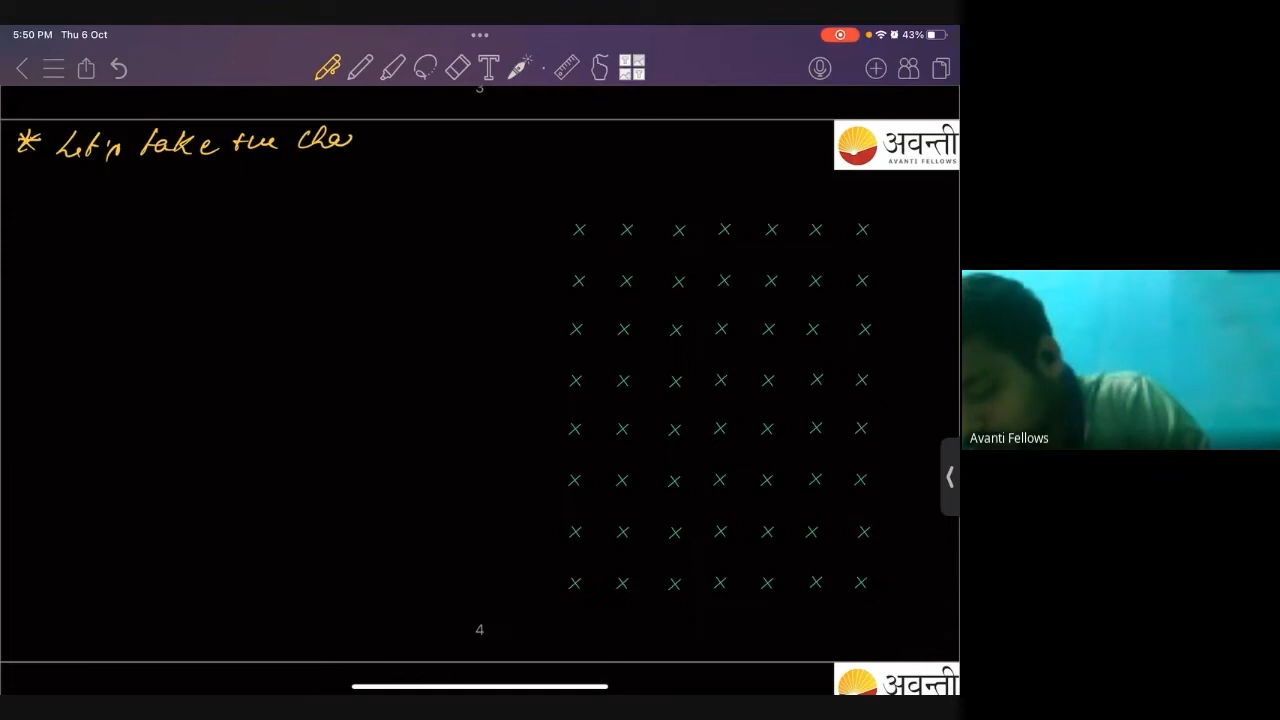 5:50 PM Thu 6 Oct
43%
3
* Let's take the cha
अवन्ती
AVANTI FELLOWS
× × × × × × ×
× × × × × × ×
× × × × × × ×
× × × × × × ×
× × × × × × ×
× × × × × × ×
× × × × × × ×
× × × × × × ×
Avanti Fellows
4
अवन्ती